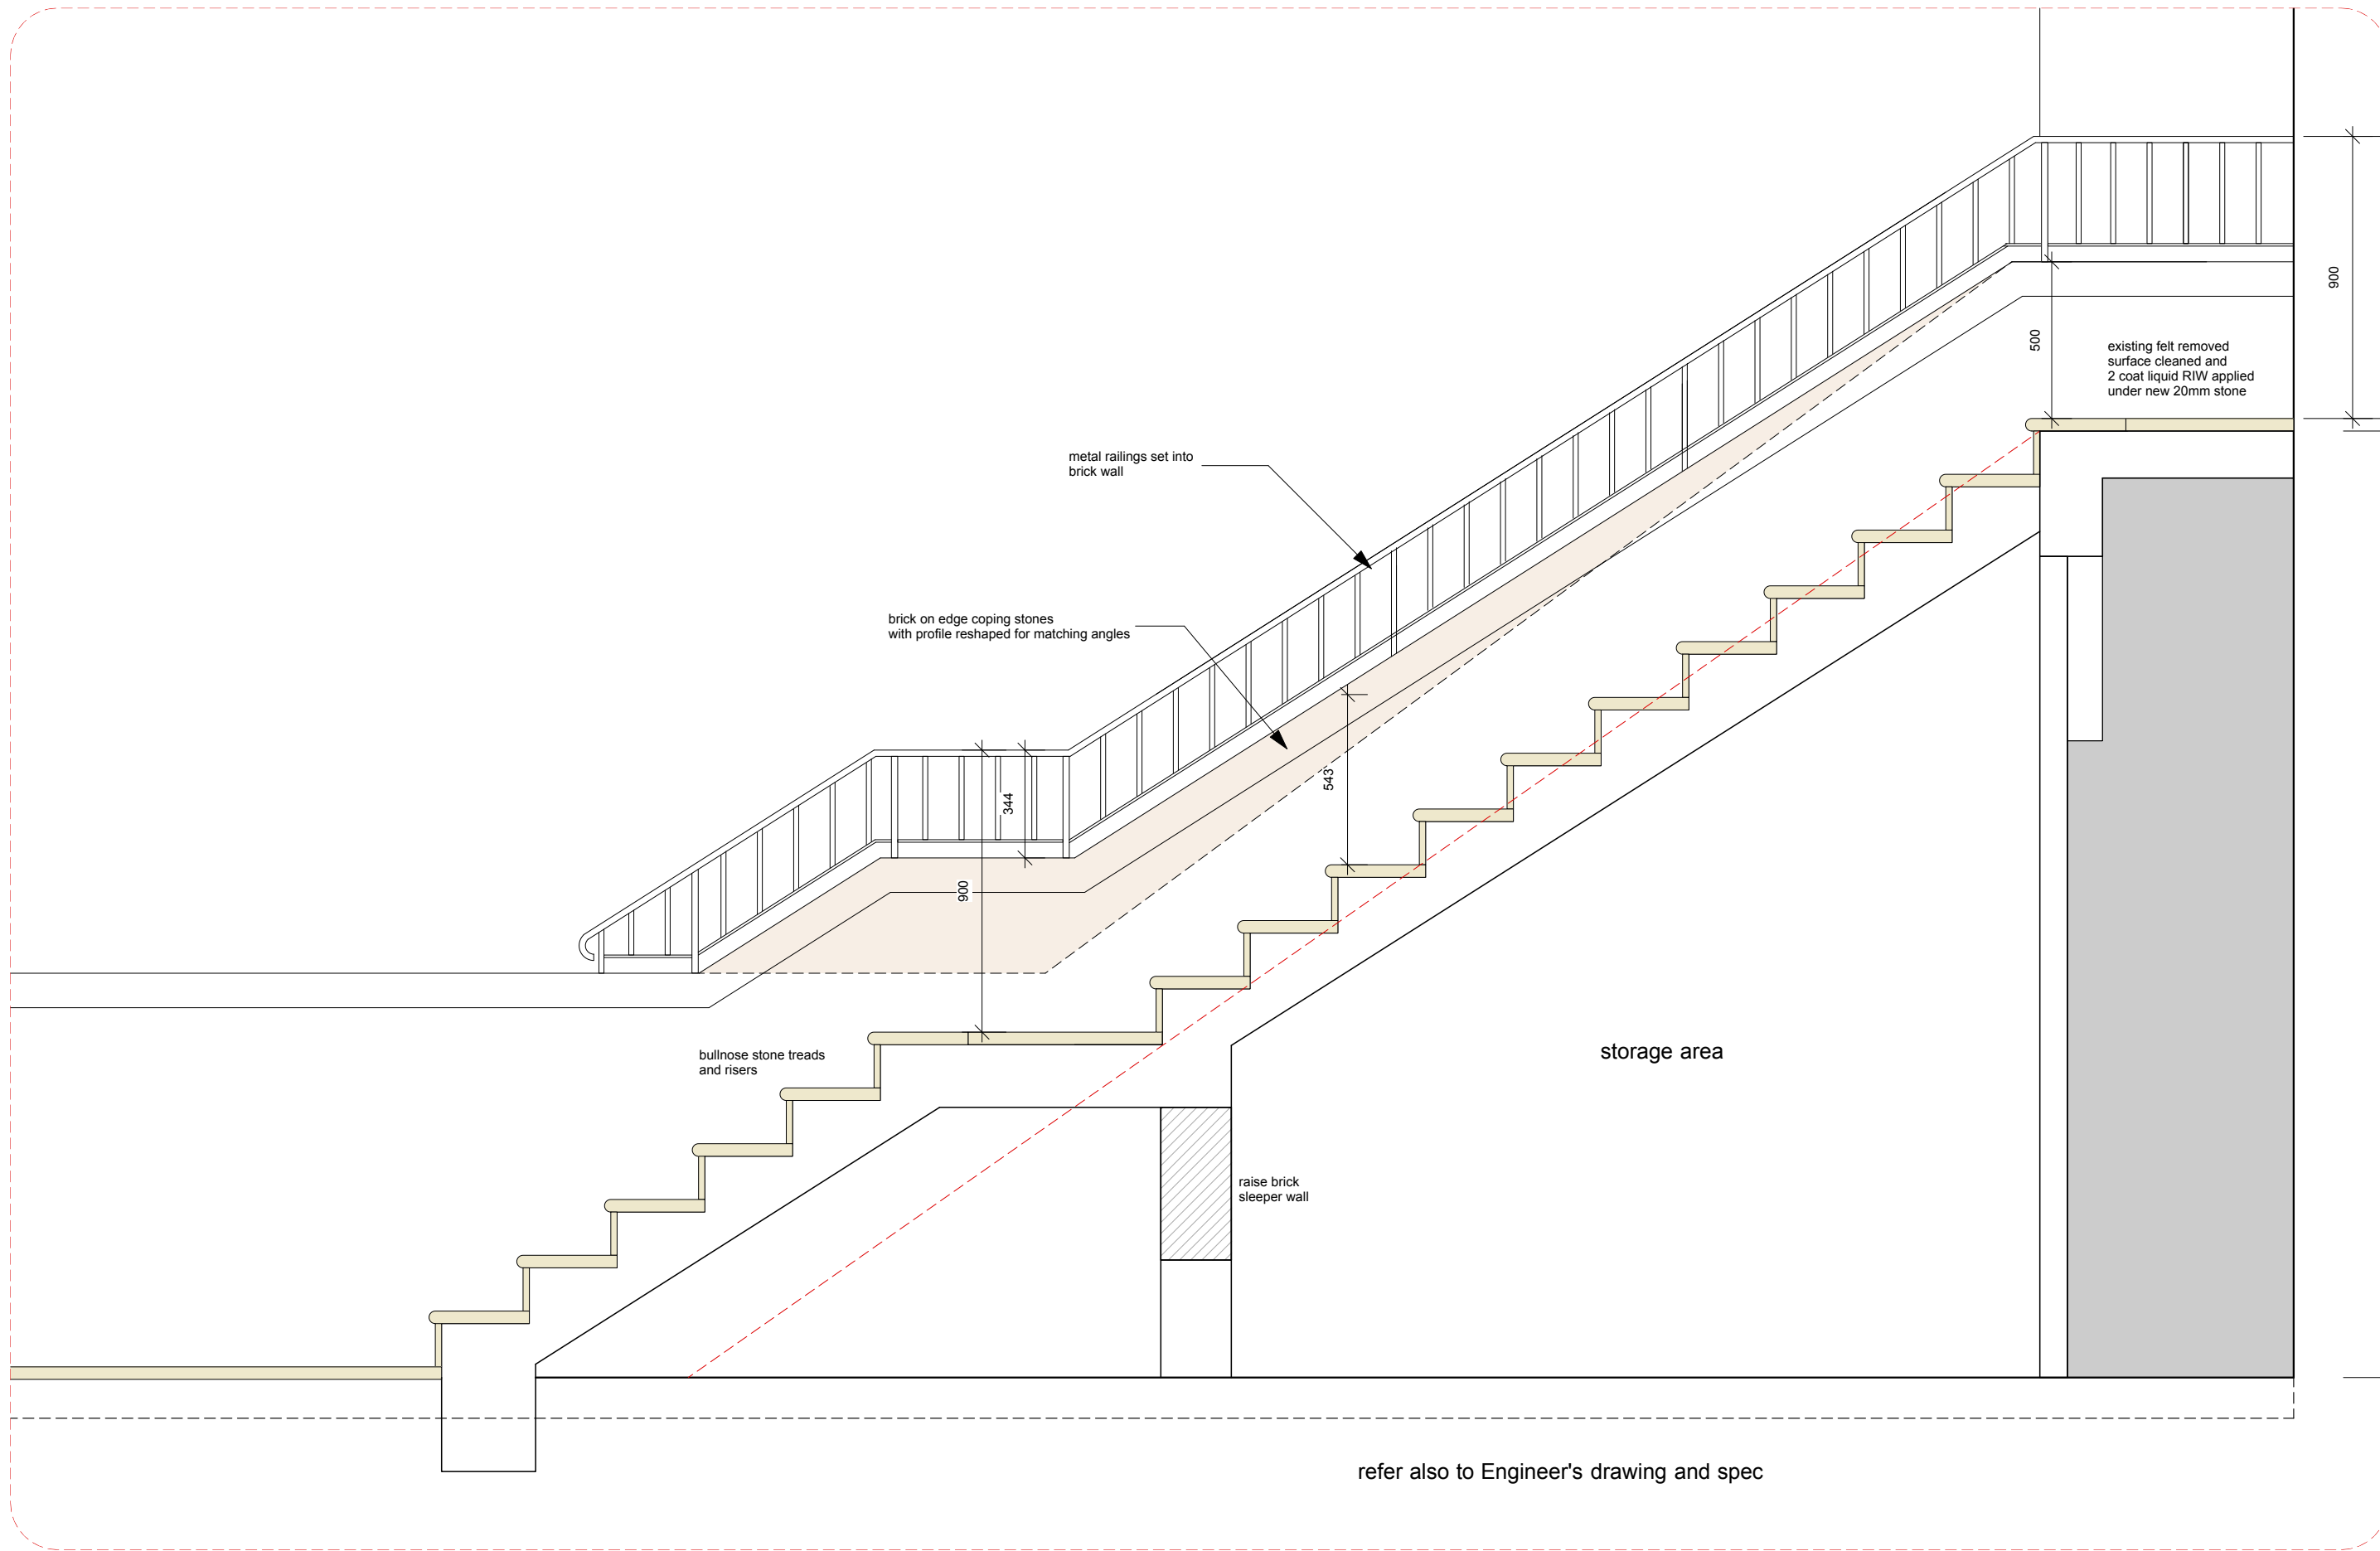 900
500
existing felt removed
surface cleaned and
2 coat liquid RIW applied
under new 20mm stone
metal railings set into
brick wall
brick on edge coping stones
with profile reshaped for matching angles
543
344
900
bullnose stone treads
and risers
storage area
raise brick
sleeper wall
refer also to Engineer's drawing and spec